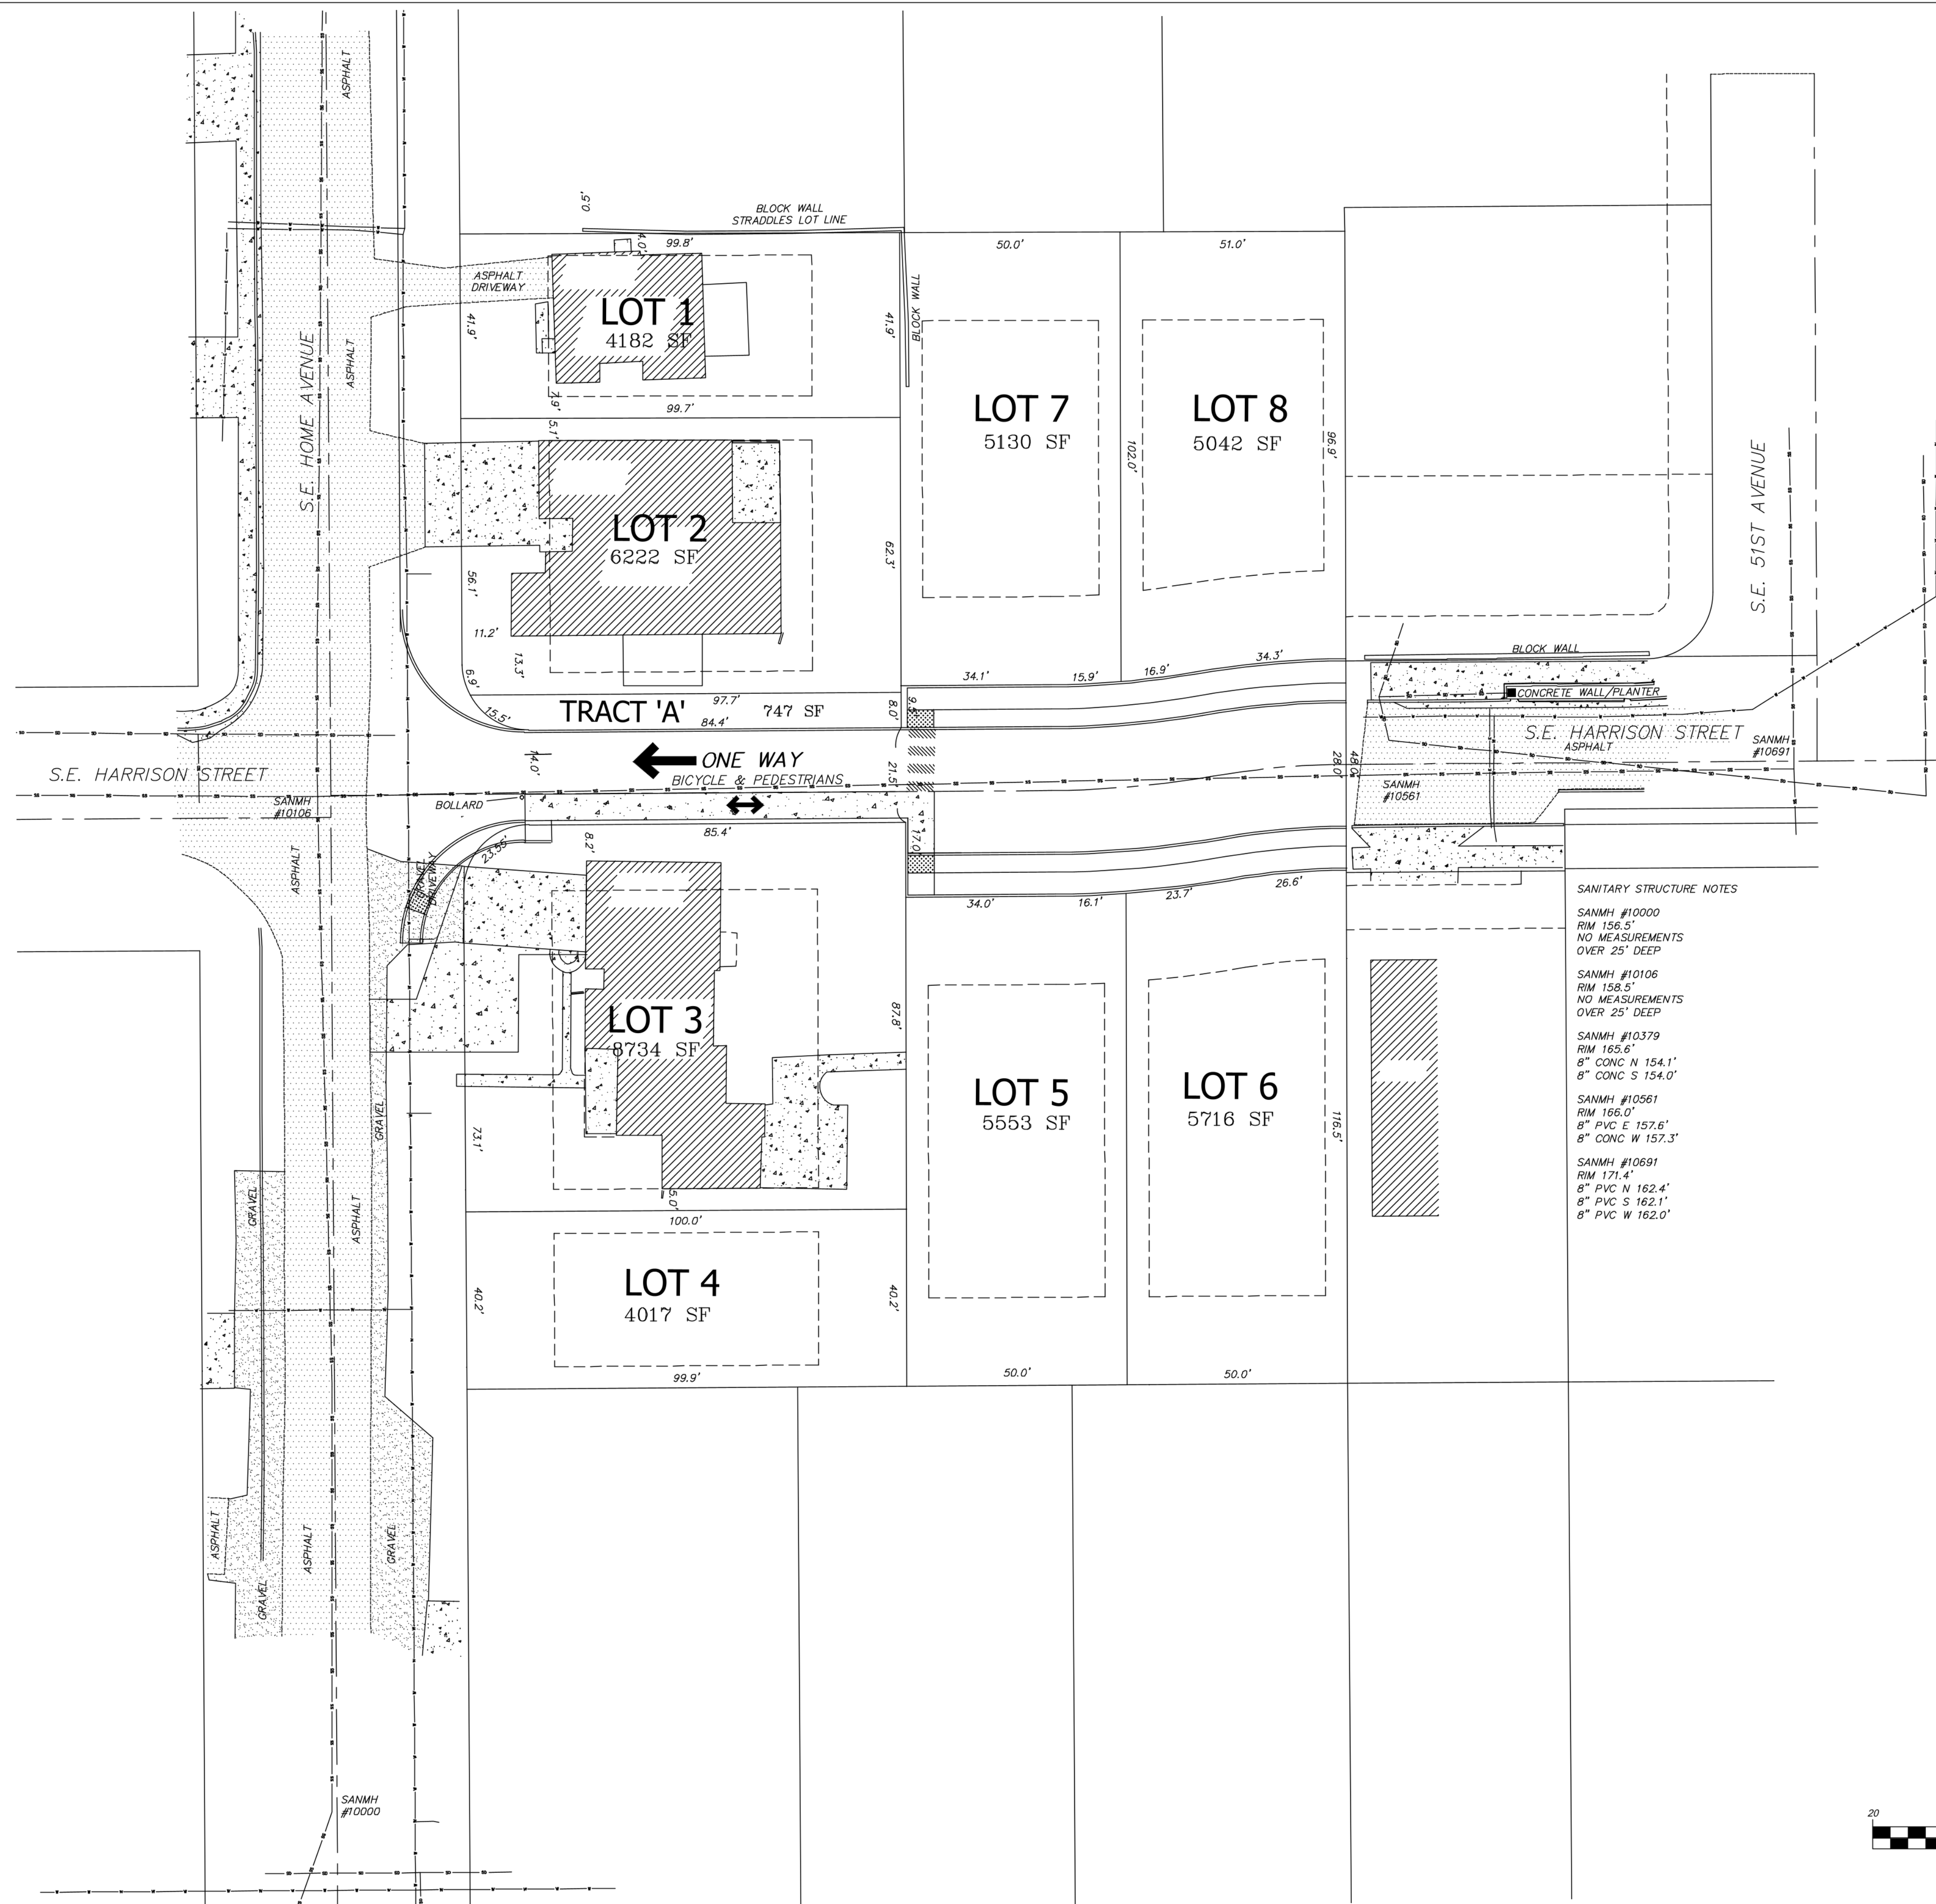 ASPHALT
BLOCK WALL
STRADDLES LOT LINE
0.5'
4.0'
99.8'
50.0'
51.0'
ASPHALT
DRIVEWAY
BLOCK WALL
LOT 1
4182 SF
41.9'
41.9'
S.E. HOME AVENUE
ASPHALT
7.9'
99.7'
5.1'
LOT 7
5130 SF
LOT 8
5042 SF
102.0'
96.9'
S.E. 51ST AVENUE
LOT 2
6222 SF
62.3'
56.1'
11.2'
13.3'
6.9'
BLOCK WALL
34.1'
15.9'
16.9'
34.3'
CONCRETE WALL/PLANTER
97.7'
TRACT 'A'
747 SF
8.0'
15.5'
84.4'
S.E. HARRISON STREET
ASPHALT
SANMH
#10691
14.0'
ONE WAY
BICYCLE & PEDESTRIANS
21.5'
28.0'
48.0'
S.E. HARRISON STREET
SANMH
#10106
BOLLARD
SANMH
#10561
85.4'
8.2'
17.0'
23.55'
GRAVEL
DRIVEWAY
ASPHALT
34.0'
16.1'
23.7'
26.6'
SANITARY STRUCTURE NOTES
SANMH #10000
RIM 156.5'
NO MEASUREMENTS
OVER 25' DEEP
SANMH #10106
RIM 158.5'
NO MEASUREMENTS
OVER 25' DEEP
SANMH #10379
RIM 165.6'
8" CONC N 154.1'
8" CONC S 154.0'
SANMH #10561
RIM 166.0'
8" PVC E 157.6'
8" CONC W 157.3'
SANMH #10691
RIM 171.4'
8" PVC N 162.4'
8" PVC S 162.1'
8" PVC W 162.0'
LOT 3
8734 SF
87.8'
LOT 5
5553 SF
LOT 6
5716 SF
116.5'
GRAVEL
73.1'
GRAVEL
ASPHALT
5.0'
100.0'
LOT 4
4017 SF
40.2'
40.2'
99.9'
50.0'
50.0'
ASPHALT
ASPHALT
GRAVEL
GRAVEL
SANMH
#10000
20